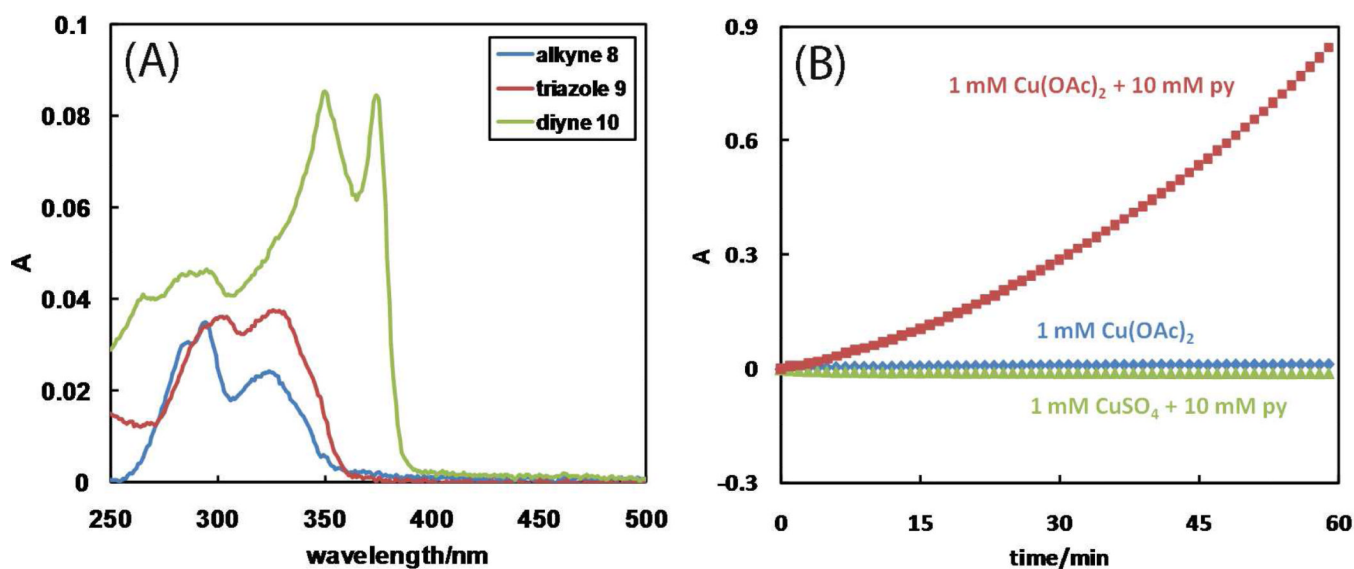 (A)
alkyne 8
triazole 9
diyne 10
0.1
0.08
0.06
0.04
0.02
0
A
250 300 350 400 450 500
wavelength/nm
(B)
1 mM Cu(OAc)₂ + 10 mM py
1 mM Cu(OAc)₂
1 mM CuSO₄ + 10 mM py
0.9
0.6
0.3
0
-0.3
A
0 15 30 45 60
time/min